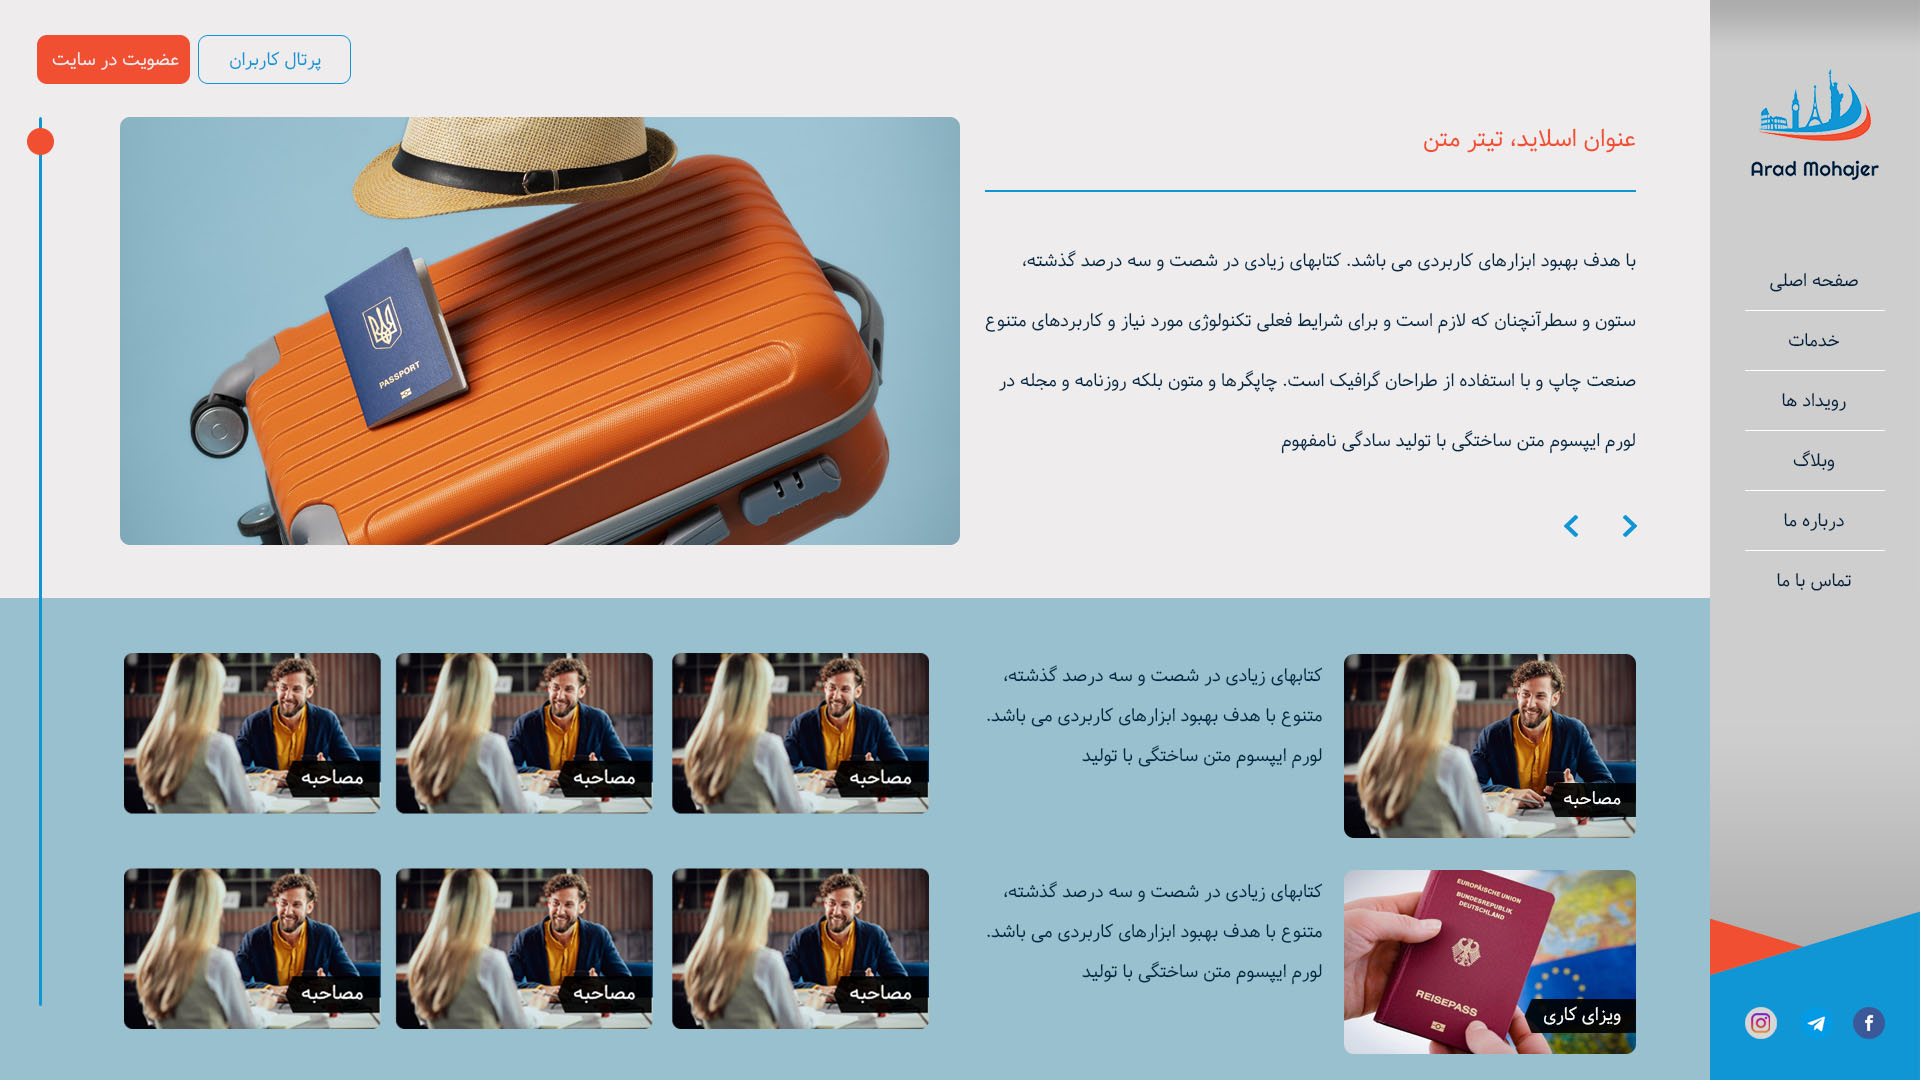 عضویت در سایت
پرتال کاربران
Arad Mohajer
صفحه اصلی
خدمات
رویداد ها
وبلاگ
درباره ما
تماس با ما
عنوان اسلاید، تیتر متن
با هدف بهبود ابزارهای کاربردی می باشد. کتابهای زیادی در شصت و سه درصد گذشته،
ستون و سطرآنچنان که لازم است و برای شرایط فعلی تکنولوژی مورد نیاز و کاربردهای متنوع
صنعت چاپ و با استفاده از طراحان گرافیک است. چاپگرها و متون بلکه روزنامه و مجله در
لورم ایپسوم متن ساختگی با تولید سادگی نامفهوم
PASSPORT
مصاحبه
کتابهای زیادی در شصت و سه درصد گذشته،
متنوع با هدف بهبود ابزارهای کاربردی می باشد.
لورم ایپسوم متن ساختگی با تولید
مصاحبه
مصاحبه
مصاحبه
EUROPÄISCHE UNION
BUNDESREPUBLIK
DEUTSCHLAND
REISEPASS
ویزای کاری
کتابهای زیادی در شصت و سه درصد گذشته،
متنوع با هدف بهبود ابزارهای کاربردی می باشد.
لورم ایپسوم متن ساختگی با تولید
مصاحبه
مصاحبه
مصاحبه